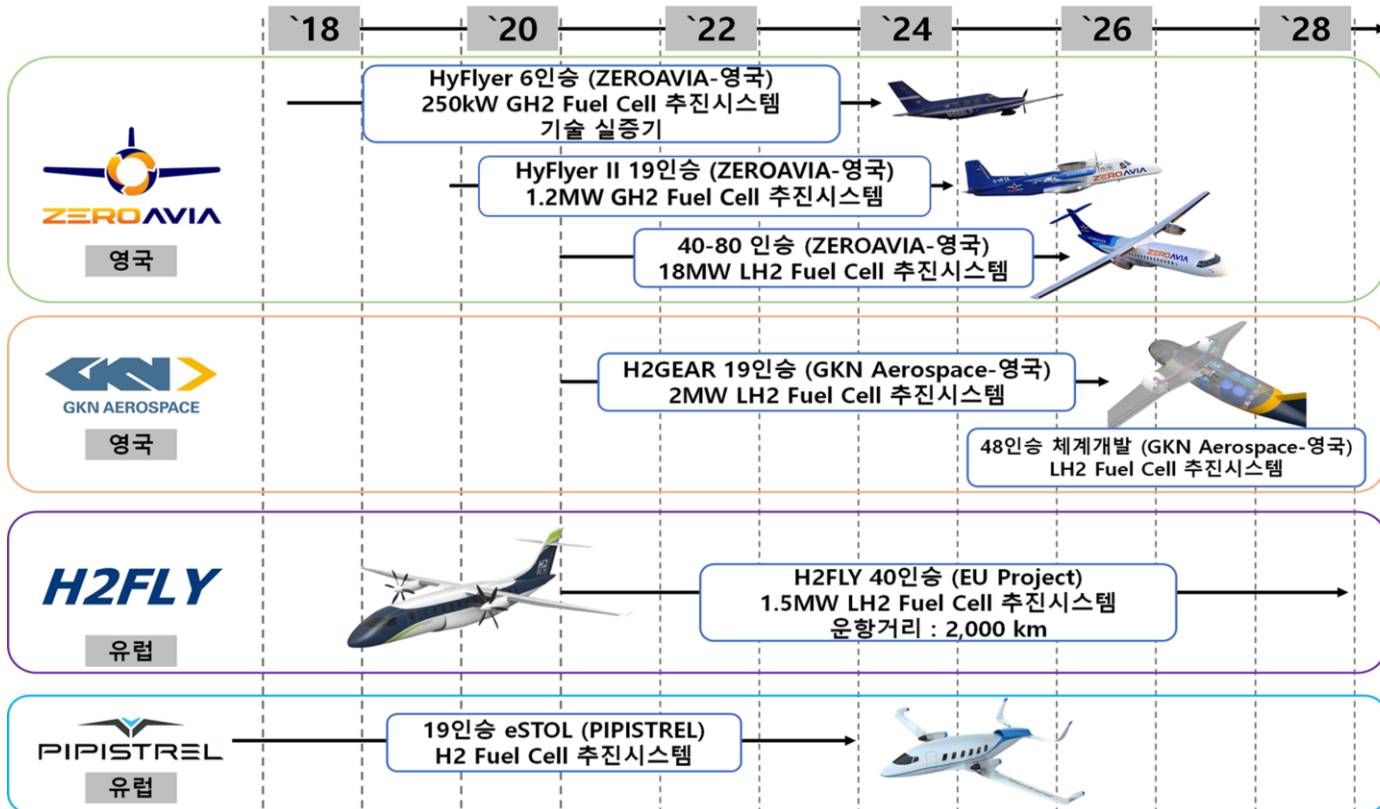 `18 `20 `22 `24 `26 `28
HyFlyer 6인승 (ZEROAVIA-영국)
250kW GH2 Fuel Cell 추진시스템
기술 실증기
ZEROAVIA
영국
HyFlyer II 19인승 (ZEROAVIA-영국)
1.2MW GH2 Fuel Cell 추진시스템
ZEROAVIA
40-80 인승 (ZEROAVIA-영국)
18MW LH2 Fuel Cell 추진시스템
ZEROAVIA
GKN
GKN AEROSPACE
영국
H2GEAR 19인승 (GKN Aerospace-영국)
2MW LH2 Fuel Cell 추진시스템
48인승 체계개발 (GKN Aerospace-영국)
LH2 Fuel Cell 추진시스템
H2FLY
유럽
H2
H2FLY 40인승 (EU Project)
1.5MW LH2 Fuel Cell 추진시스템
운항거리 : 2,000 km
PIPISTREL
유럽
19인승 eSTOL (PIPISTREL)
H2 Fuel Cell 추진시스템